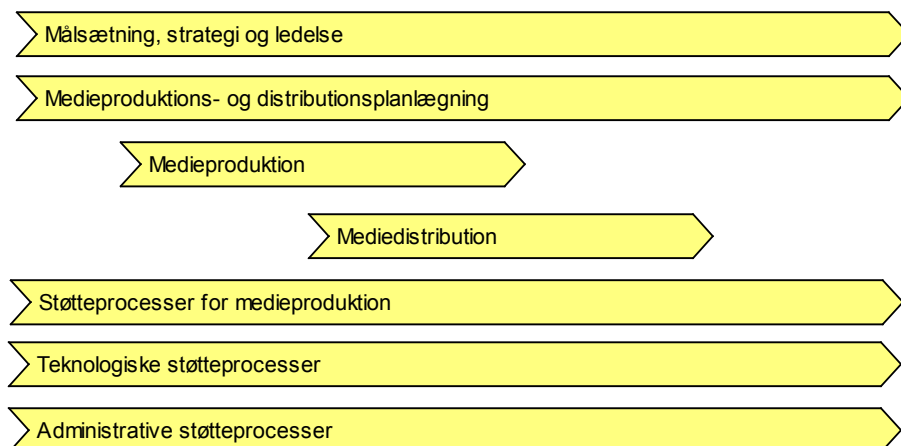 Målsætning, strategi og ledelse
Medieproduktions- og distributionsplanlægning
Medieproduktion
Mediedistribution
Støtteprocesser for medieproduktion
Teknologiske støtteprocesser
Administrative støtteprocesser